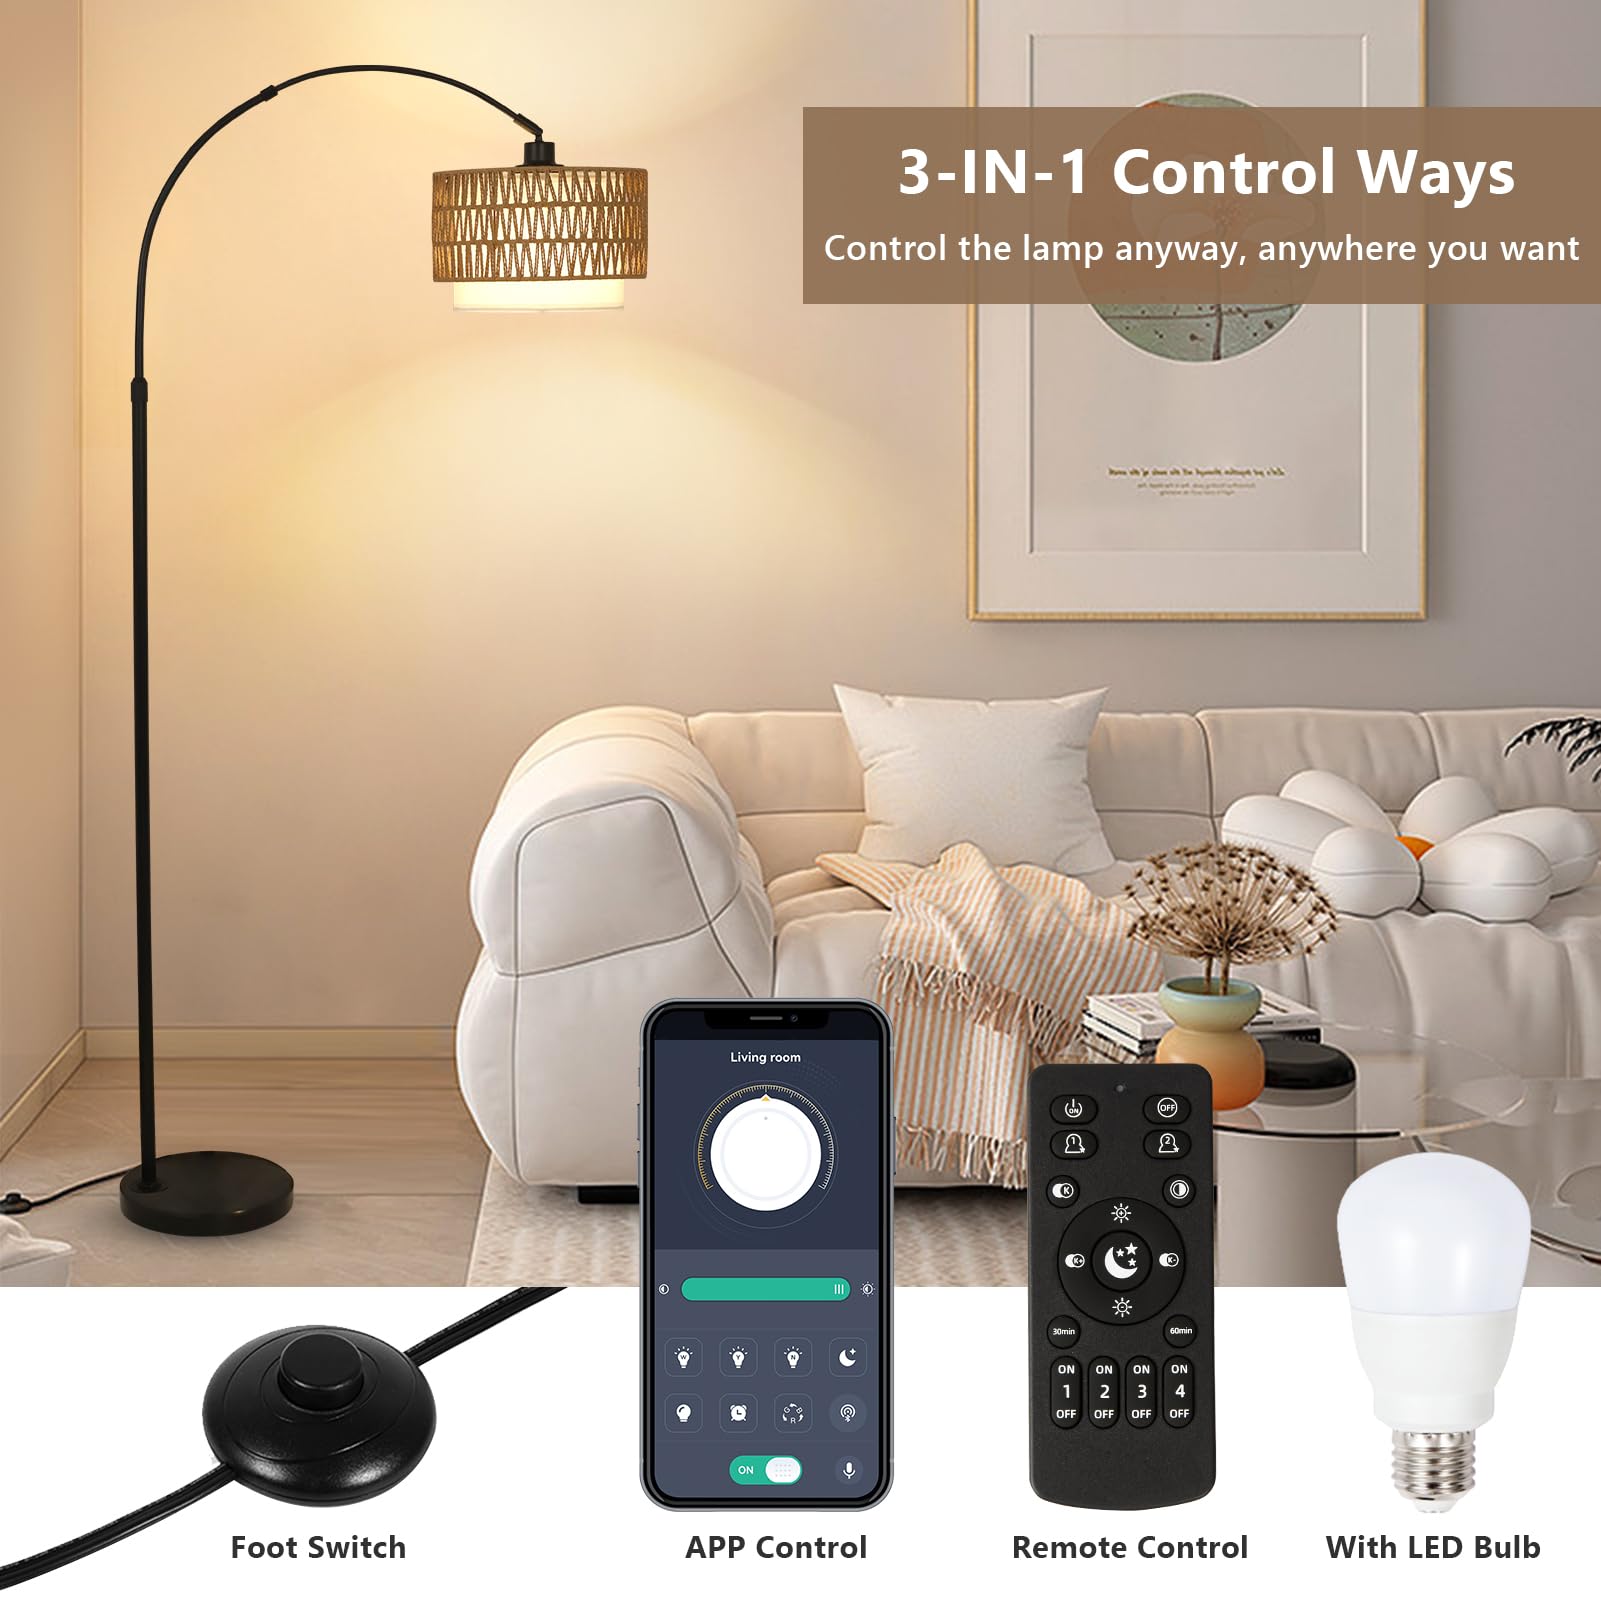 3-IN-1 Control Ways
Control the lamp anyway, anywhere you want
Living room
W
Y
N
G
B
R
ON
ON
OFF
1
2
K
K+
K-
30min
60min
ON
ON
ON
ON
1
2
3
4
OFF
OFF
OFF
OFF
Foot Switch
APP Control
Remote Control
With LED Bulb